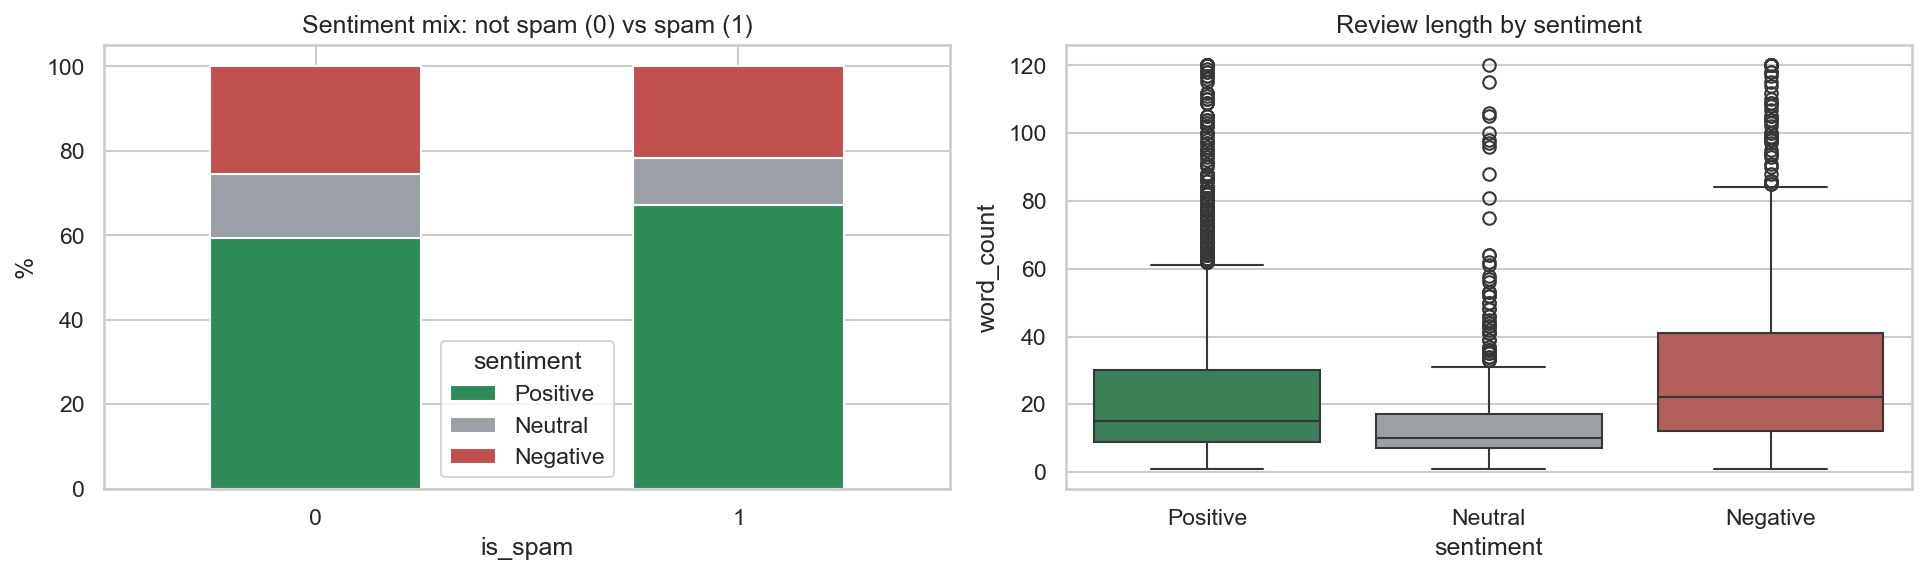 Sentiment mix: not spam (0) vs spam (1)
100
80
60
40
20
0
%
sentiment
Positive
Neutral
Negative
0 1
is_spam
Review length by sentiment
120
100
80
60
40
20
0
word_count
Positive Neutral Negative
sentiment